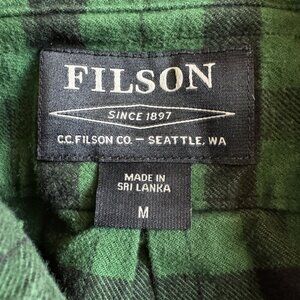 FILSON
SINCE 1897
C.C. FILSON CO. — SEATTLE, WA
MADE IN
SRI LANKA
M